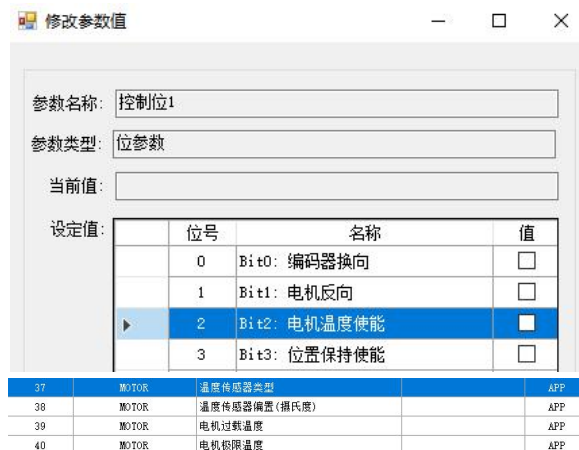 修改参数值
参数名称: 控制位1
参数类型: 位参数
当前值:
设定值: 位号 名称 值
0 Bit0: 编码器换向
1 Bit1: 电机反向
2 Bit2: 电机温度使能
3 Bit3: 位置保持使能
37 MOTOR 温度传感器类型 APP
38 MOTOR 温度传感器偏置(摄氏度) APP
39 MOTOR 电机过载温度 APP
40 MOTOR 电机极限温度 APP